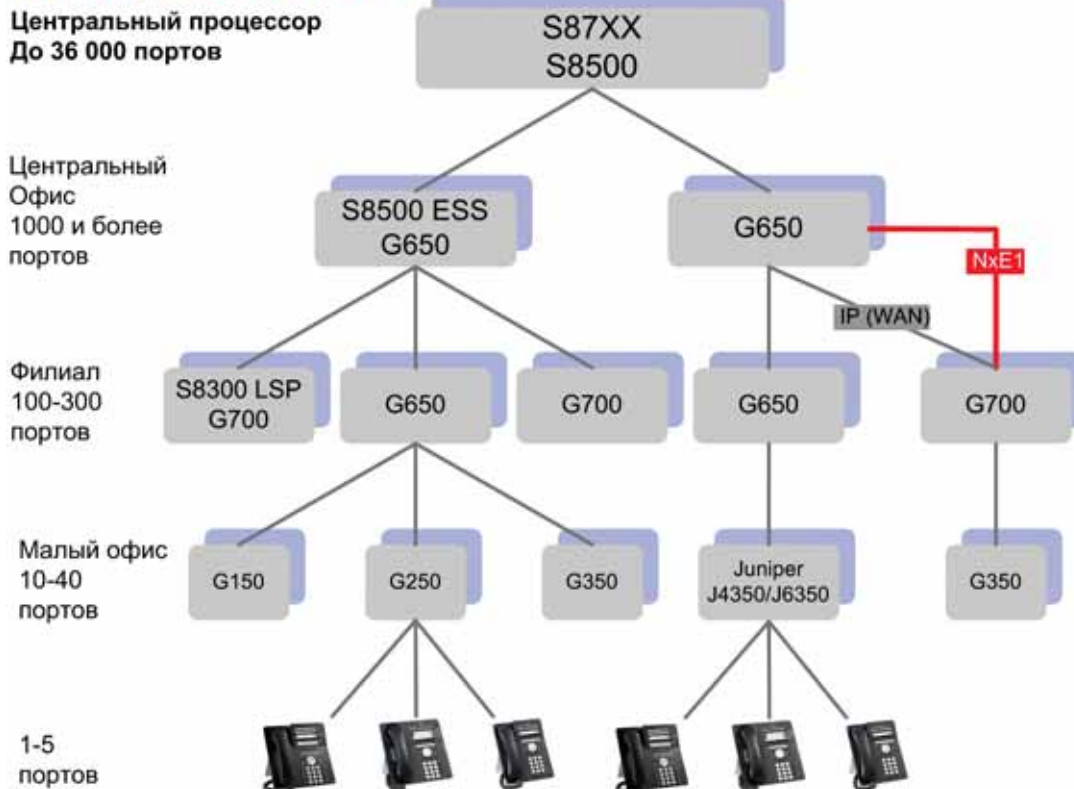 Центральный процессор
До 36 000 портов
S87XX
S8500
Центральный
Офис
1000 и более
портов
S8500 ESS
G650
G650
NxE1
IP (WAN)
Филиал
100-300
портов
S8300 LSP
G700
G650
G700
G650
G700
Малый офис
10-40
портов
G150
G250
G350
Juniper
J4350/J6350
G350
1-5
портов